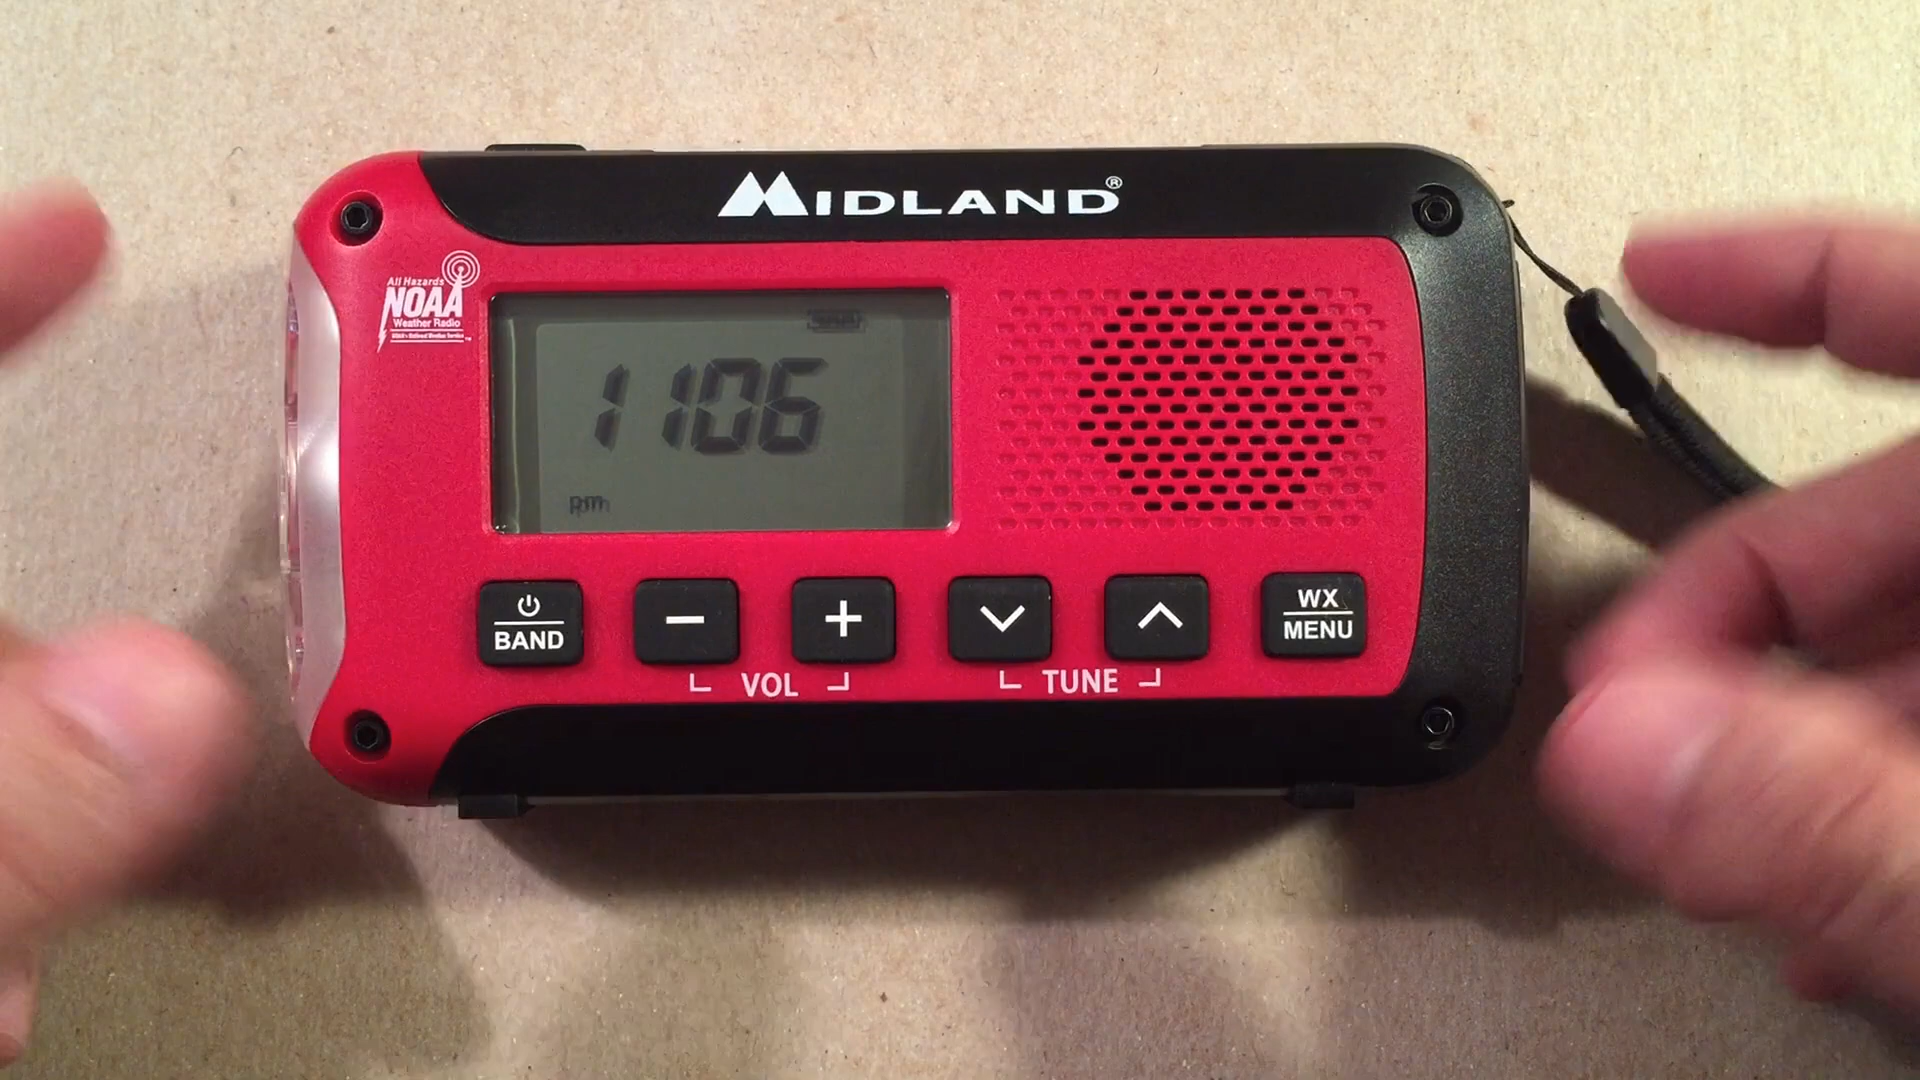 MIDLAND®
All Hazards
NOAA
Weather Radio
1106
pm
BAND
− +
WX
MENU
VOL
TUNE